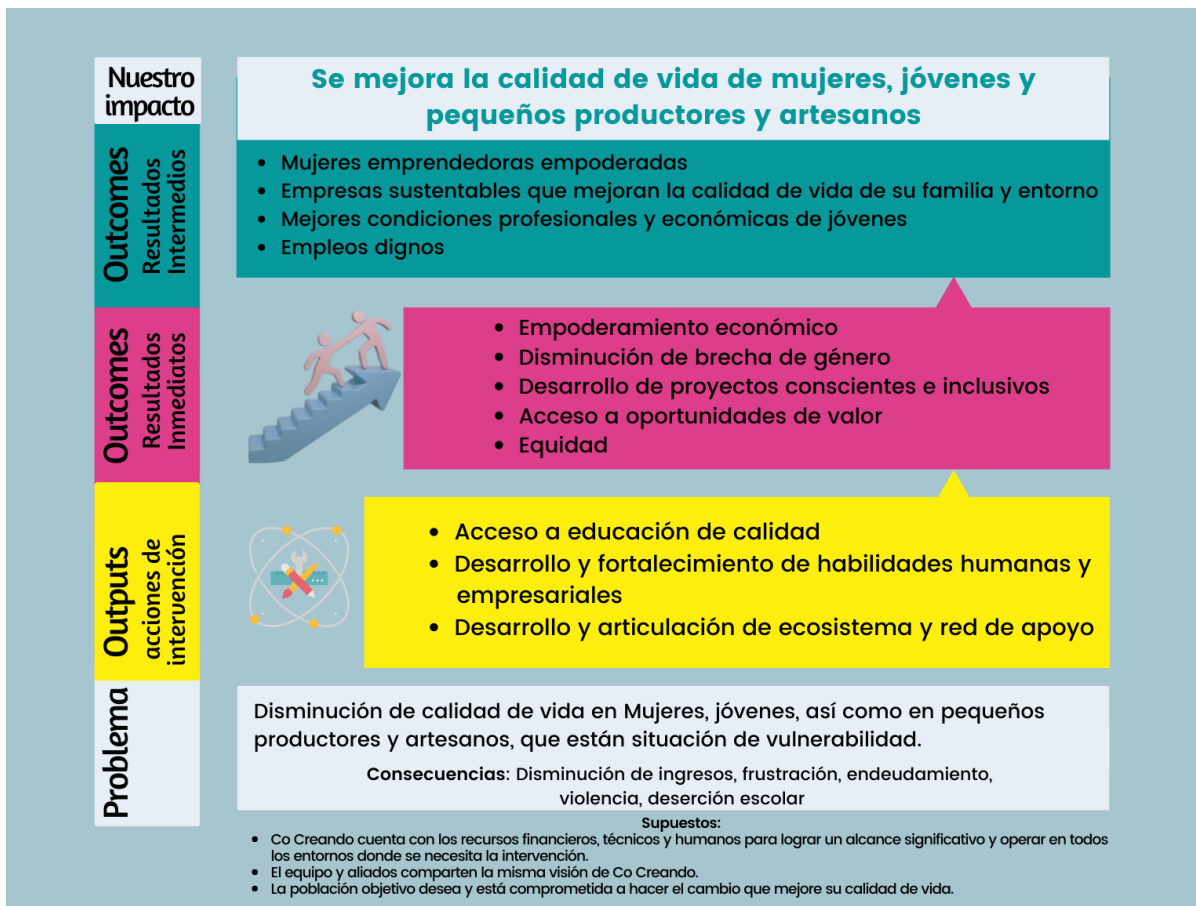 Nuestro
impacto
Se mejora la calidad de vida de mujeres, jóvenes y
pequeños productores y artesanos
Outcomes
Resultados
Intermedios
• Mujeres emprendedoras empoderadas
• Empresas sustentables que mejoran la calidad de vida de su familia y entorno
• Mejores condiciones profesionales y económicas de jóvenes
• Empleos dignos
Outcomes
Resultados
Inmediatos
• Empoderamiento económico
• Disminución de brecha de género
• Desarrollo de proyectos conscientes e inclusivos
• Acceso a oportunidades de valor
• Equidad
Outputs
acciones de
intervención
• Acceso a educación de calidad
• Desarrollo y fortalecimiento de habilidades humanas y
empresariales
• Desarrollo y articulación de ecosistema y red de apoyo
Problema
Disminución de calidad de vida en Mujeres, jóvenes, así como en pequeños
productores y artesanos, que están situación de vulnerabilidad.
Consecuencias: Disminución de ingresos, frustración, endeudamiento,
violencia, deserción escolar
Supuestos:
• Co Creando cuenta con los recursos financieros, técnicos y humanos para lograr un alcance significativo y operar en todos
los entornos donde se necesita la intervención.
• El equipo y aliados comparten la misma visión de Co Creando.
• La población objetivo desea y está comprometida a hacer el cambio que mejore su calidad de vida.